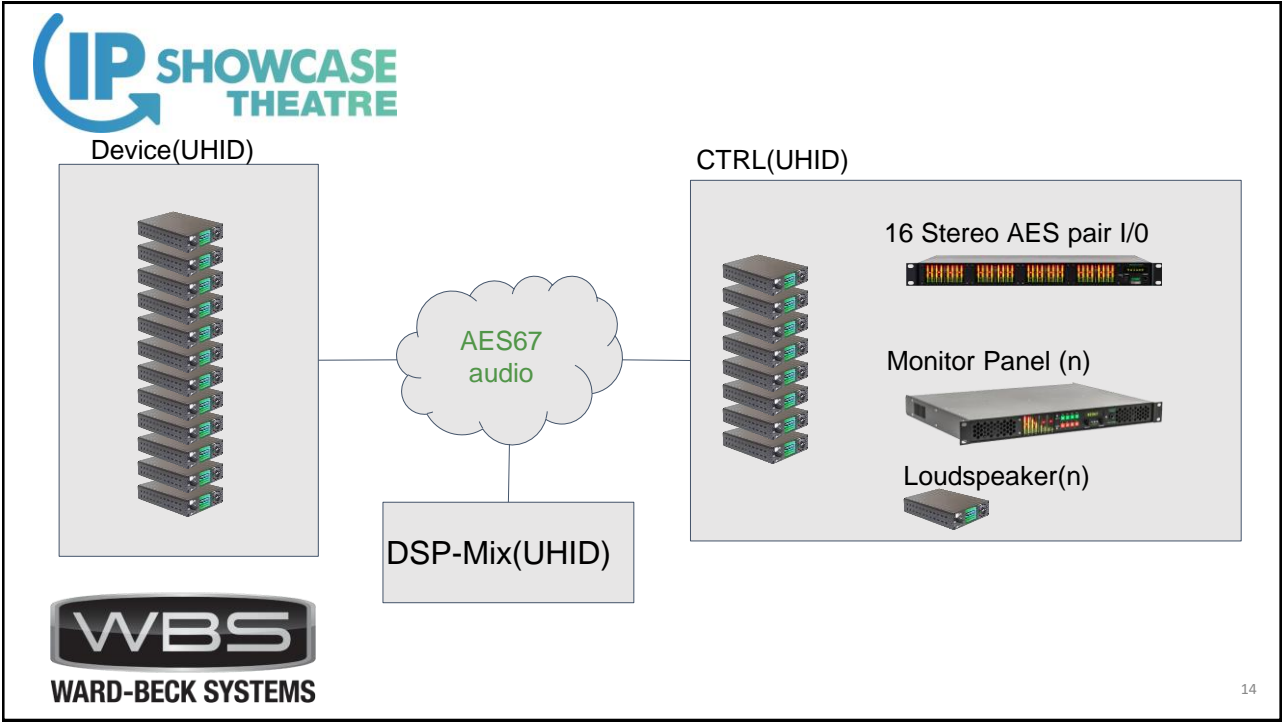 IP SHOWCASE
THEATRE
Device(UHID)
CTRL(UHID)
16 Stereo AES pair I/0
AES67
audio
Monitor Panel (n)
Loudspeaker(n)
DSP-Mix(UHID)
WBS
WARD-BECK SYSTEMS
14